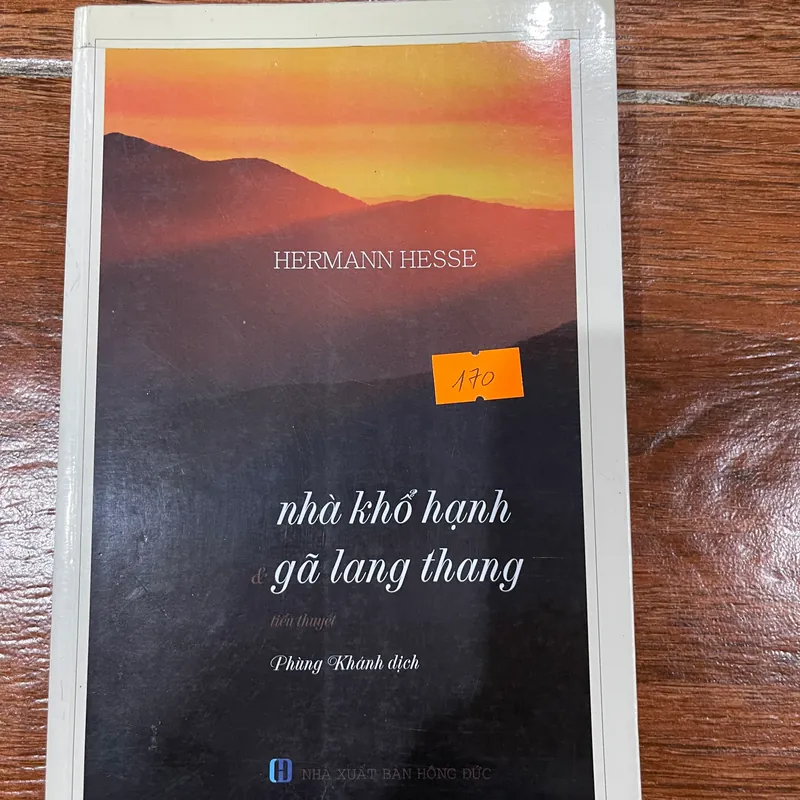 HERMANN HESSE
170
nhà khổ hạnh
& gã lang thang
tiểu thuyết
Phùng Khánh dịch
NHÀ XUẤT BẢN HỒNG ĐỨC